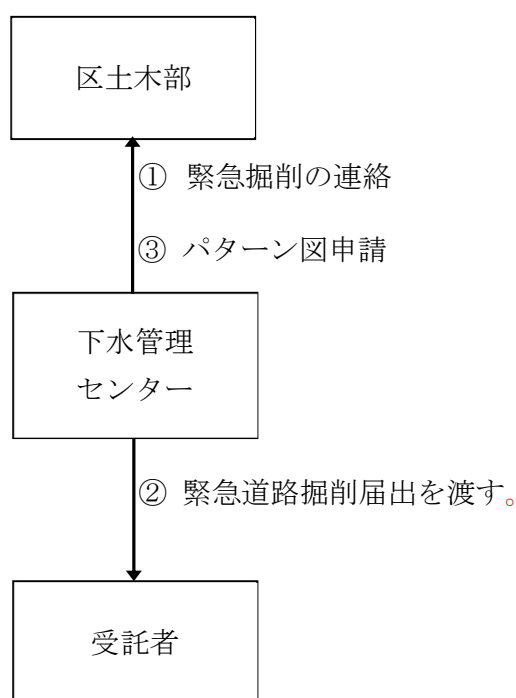 区土木部
① 緊急掘削の連絡
③ パターン図申請
下水管理
センター
② 緊急道路掘削届出を渡す。
受託者